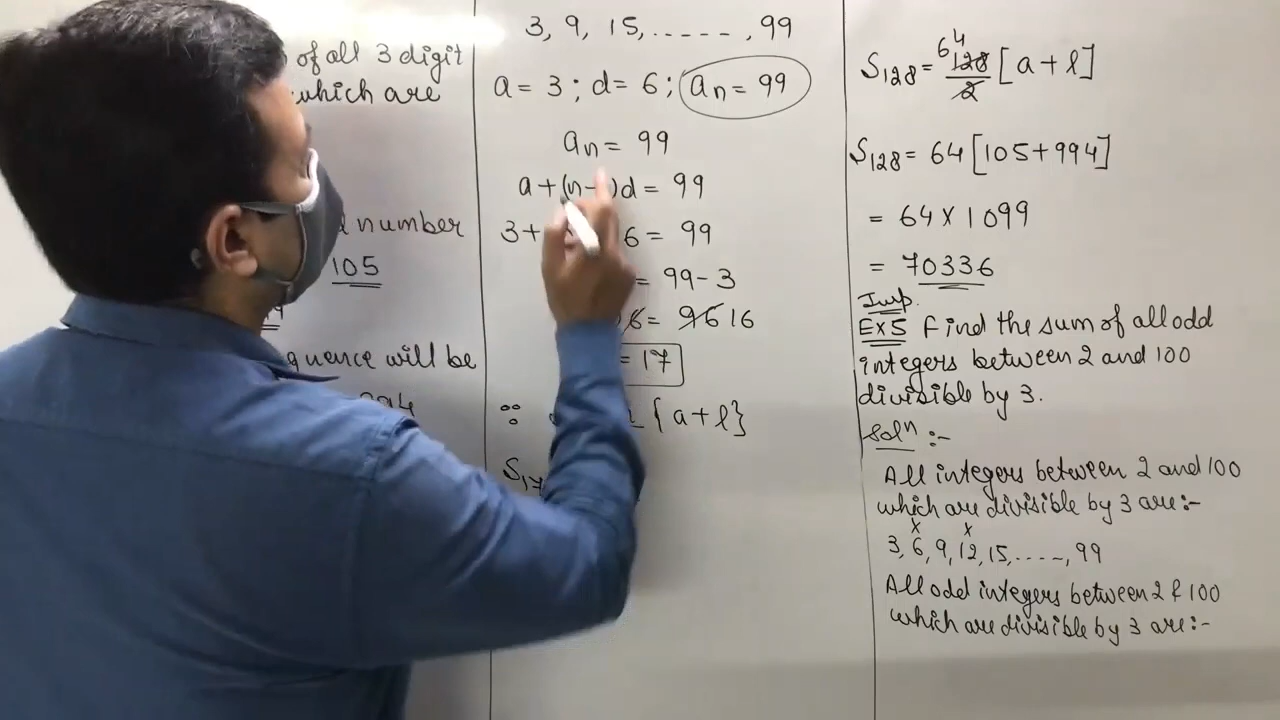 of all 3 digit
which are
number
105
quence will be
3, 9, 15, ------ , 99
a = 3 ; d = 6 ; an = 99
an = 99
a + (n - )d = 99
3 + 6 = 99
= 99 - 3
6 = 96 16
= 17
∵ {a + l}
S17
S128 = 64 128/2 [a + l]
S128 = 64 [105 + 994]
= 64 × 1099
= 70336
Imp.
EX 5 Find the sum of all odd
integers between 2 and 100
divisible by 3.
Solⁿ :-
All integers between 2 and 100
which are divisible by 3 are :-
x x
3, 6, 9, 12, 15, ---- , 99
All odd integers between 2 & 100
which are divisible by 3 are :-